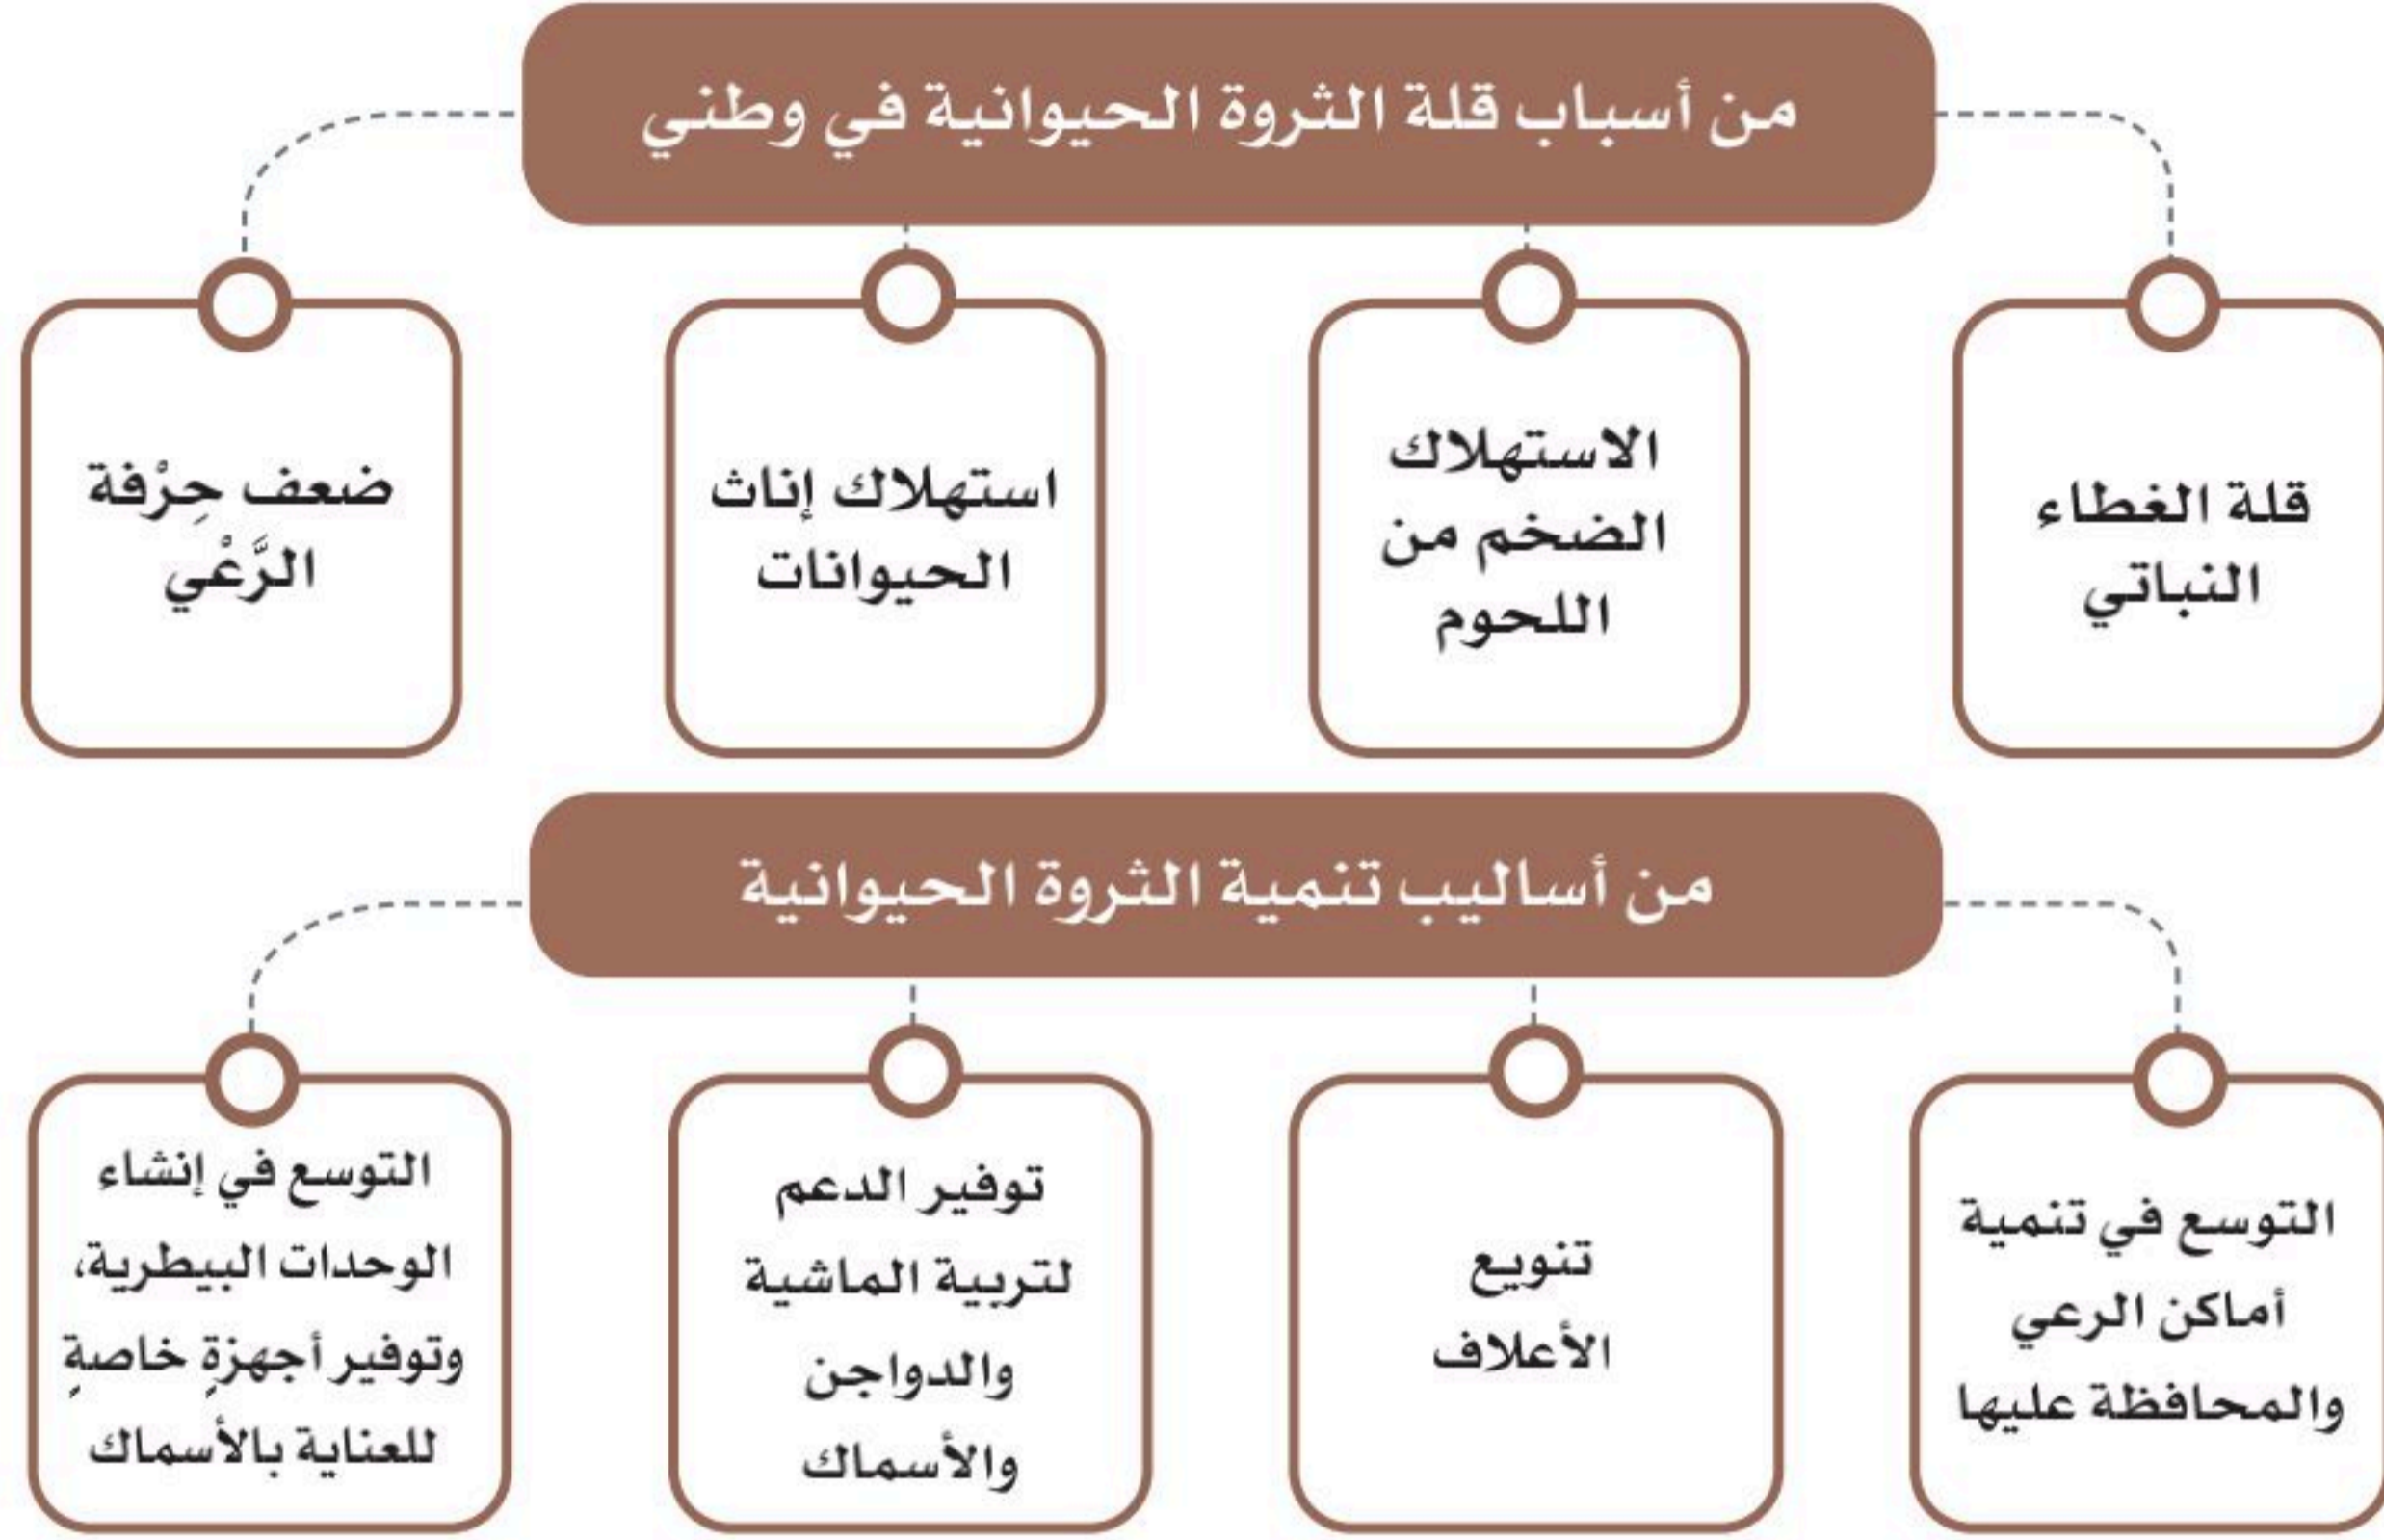 من أسباب قلة الثروة الحيوانية في وطني
قلة الغطاء
النباتي
الاستهلاك
الضخم من
اللحوم
استهلاك إناث
الحيوانات
ضعف حِرْفة
الرَّعْي
من أساليب تنمية الثروة الحيوانية
التوسع في تنمية
أماكن الرعي
والمحافظة عليها
تنويع
الأعلاف
توفير الدعم
لتربية الماشية
والدواجن
والأسماك
التوسع في إنشاء
الوحدات البيطرية،
وتوفير أجهزةٍ خاصةٍ
للعناية بالأسماك